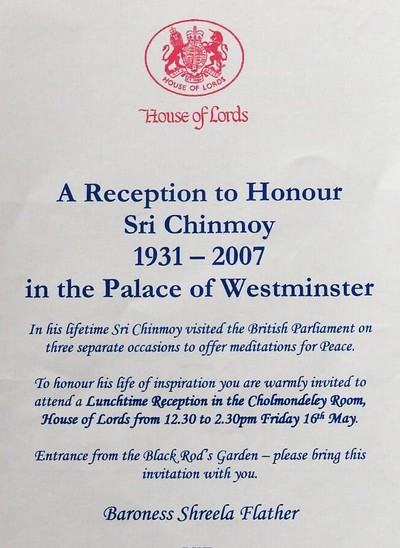 HOUSE OF LORDS
House of Lords
A Reception to Honour
Sri Chinmoy
1931 – 2007
in the Palace of Westminster
In his lifetime Sri Chinmoy visited the British Parliament on
three separate occasions to offer meditations for Peace.
To honour his life of inspiration you are warmly invited to
attend a Lunchtime Reception in the Cholmondeley Room,
House of Lords from 12.30 to 2.30pm Friday 16th May.
Entrance from the Black Rod's Garden – please bring this
invitation with you.
Baroness Shreela Flather